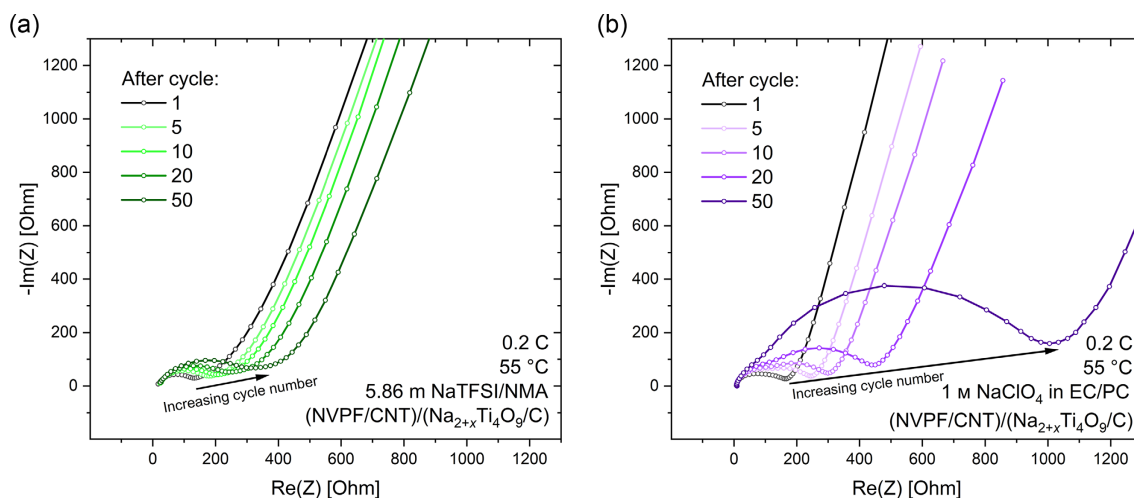 (a)
1200
1000
800
600
400
200
0
-Im(Z) [Ohm]
After cycle:
1
5
10
20
50
Increasing cycle number
0.2 C
55 °C
5.86 m NaTFSI/NMA
(NVPF/CNT)/(Na2+xTi4O9/C)
0 200 400 600 800 1000 1200
Re(Z) [Ohm]
(b)
1200
1000
800
600
400
200
0
-Im(Z) [Ohm]
After cycle:
1
5
10
20
50
Increasing cycle number
0.2 C
55 °C
1 M NaClO4 in EC/PC
(NVPF/CNT)/(Na2+xTi4O9/C)
0 200 400 600 800 1000 1200
Re(Z) [Ohm]